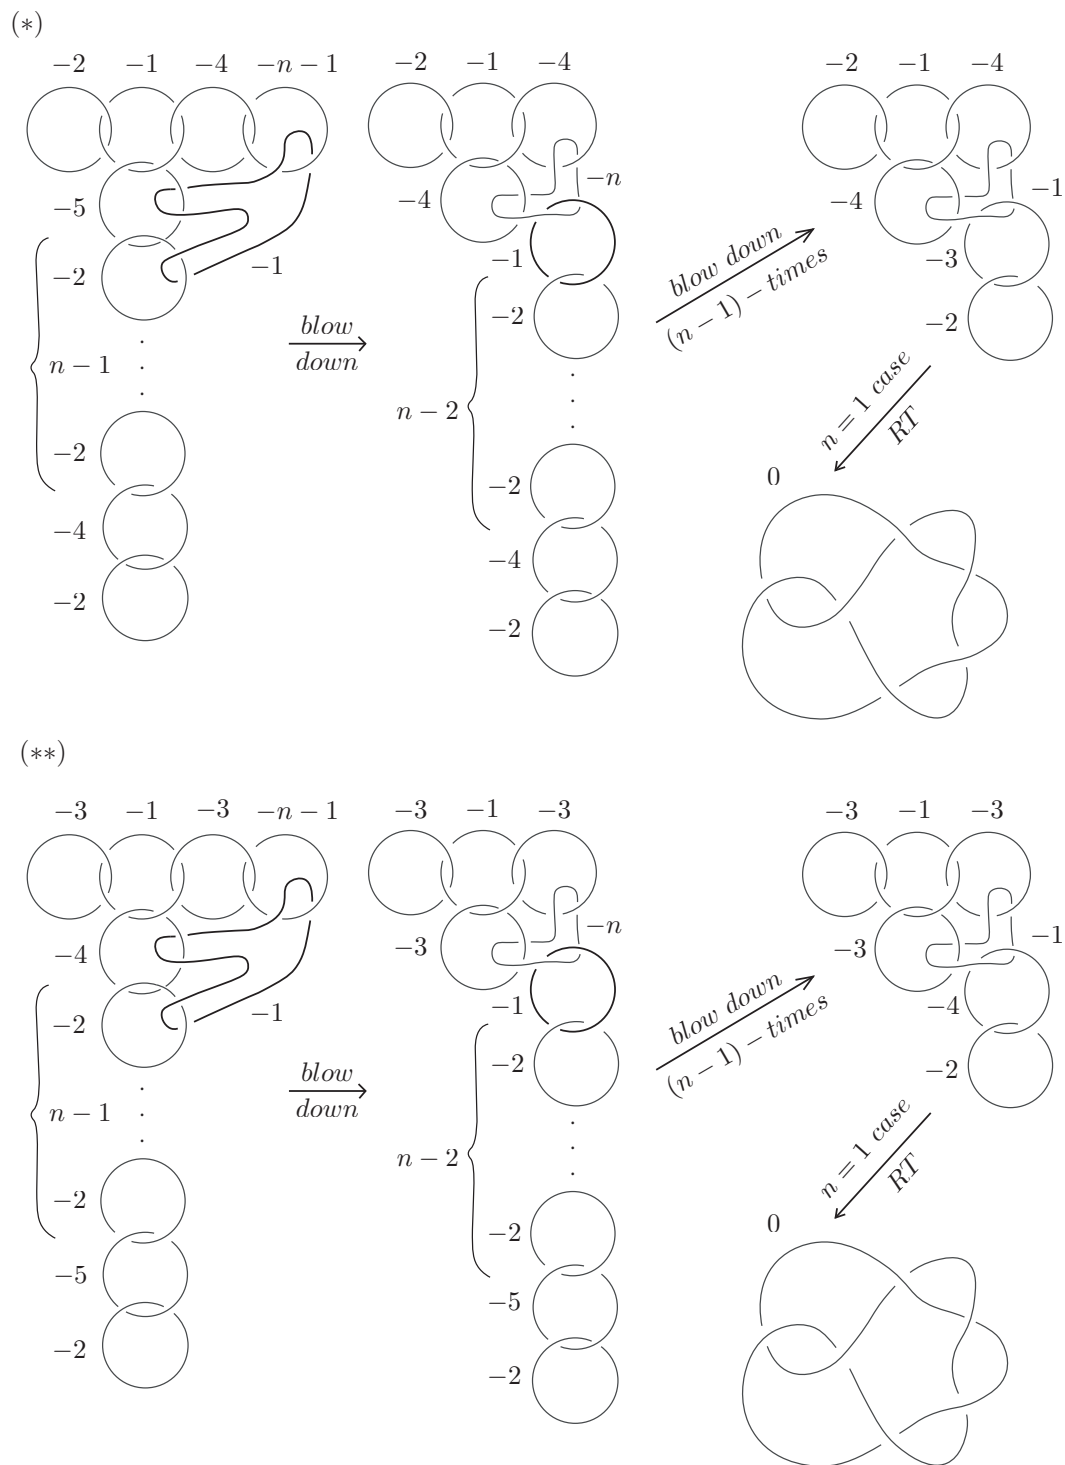 (∗)
−2 −1 −4 −n − 1
−5
−2
−1
n − 1
−2
−4
−2
blow
down
−2 −1 −4
−4
−n
−1
−2
n − 2
−2
−4
−2
blow down
(n − 1) − times
−2 −1 −4
−4
−1
−3
−2
n = 1 case
RT
0
(∗∗)
−3 −1 −3 −n − 1
−4
−2
−1
n − 1
−2
−5
−2
blow
down
−3 −1 −3
−3
−n
−1
−2
n − 2
−2
−5
−2
blow down
(n − 1) − times
−3 −1 −3
−3
−1
−4
−2
n = 1 case
RT
0